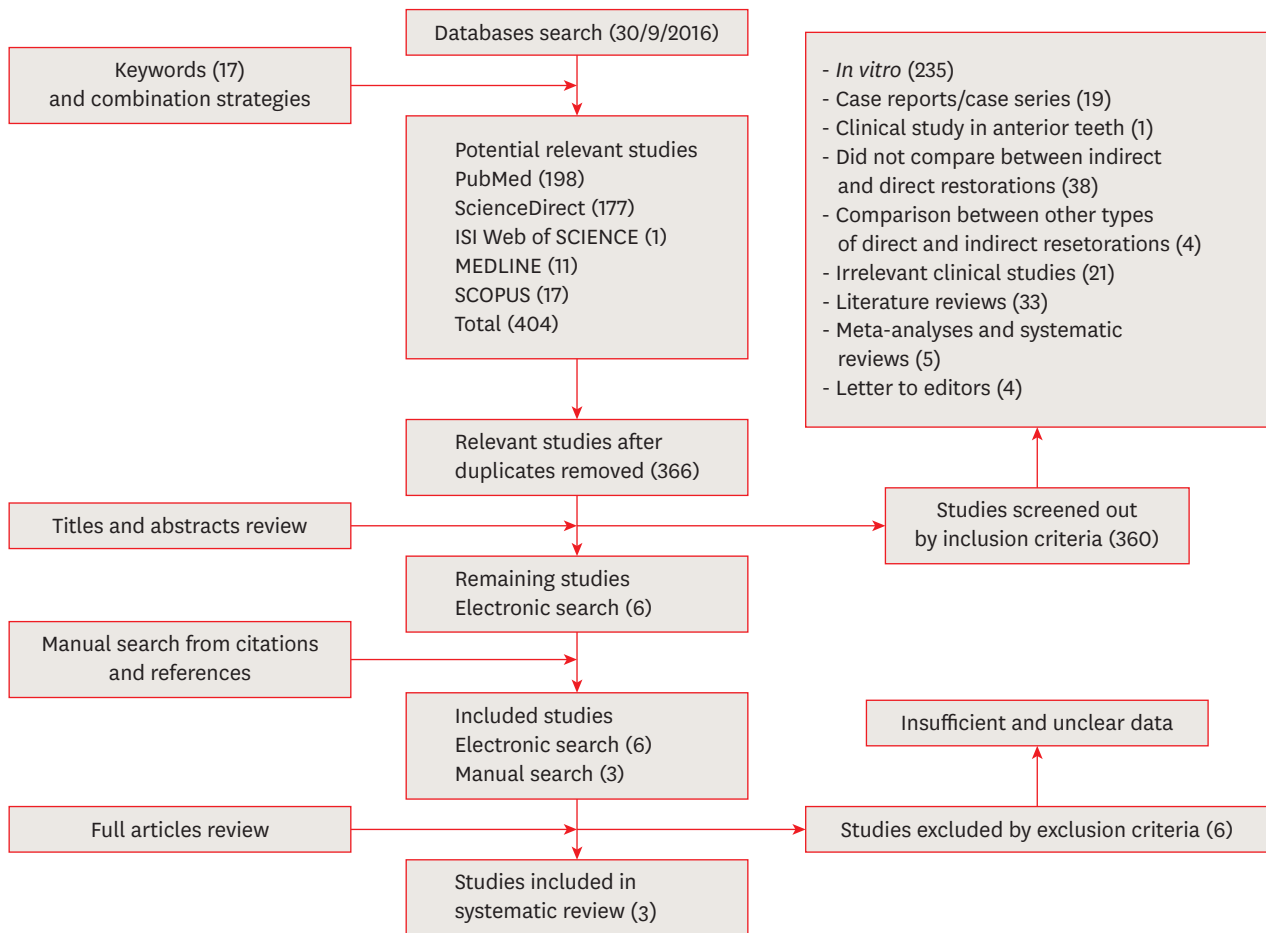 Databases search (30/9/2016)
Keywords (17)
and combination strategies
Potential relevant studies
PubMed (198)
ScienceDirect (177)
ISI Web of SCIENCE (1)
MEDLINE (11)
SCOPUS (17)
Total (404)
- In vitro (235)
- Case reports/case series (19)
- Clinical study in anterior teeth (1)
- Did not compare between indirect
and direct restorations (38)
- Comparison between other types
of direct and indirect resetorations (4)
- Irrelevant clinical studies (21)
- Literature reviews (33)
- Meta-analyses and systematic
reviews (5)
- Letter to editors (4)
Relevant studies after
duplicates removed (366)
Titles and abstracts review
Studies screened out
by inclusion criteria (360)
Remaining studies
Electronic search (6)
Manual search from citations
and references
Included studies
Electronic search (6)
Manual search (3)
Insufficient and unclear data
Full articles review
Studies excluded by exclusion criteria (6)
Studies included in
systematic review (3)